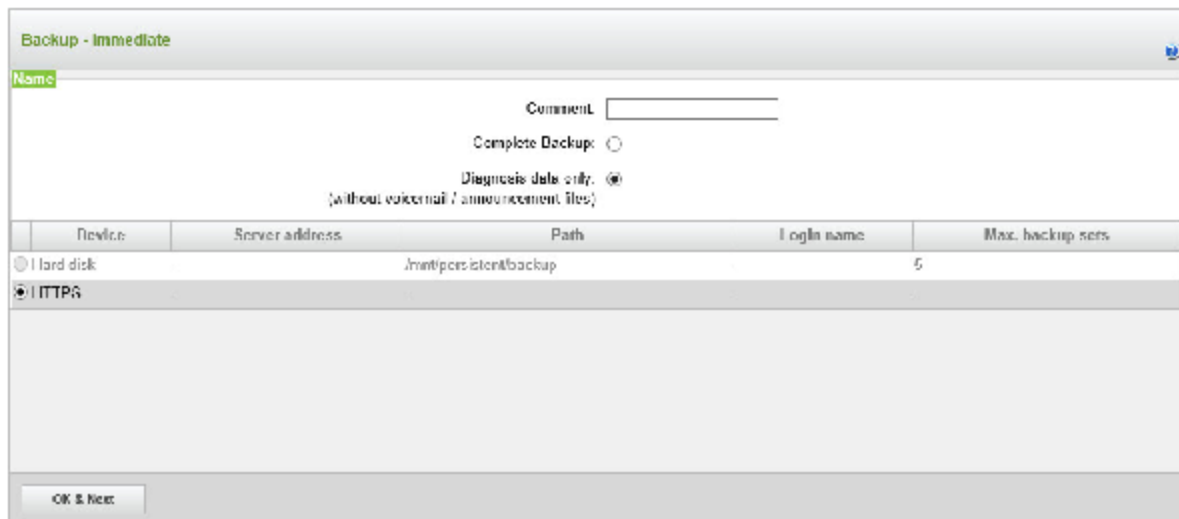 Backup - Immediate
Name
Comment:
Complete Backup:
Diagnosis data only:
(without voicemail / announcement files)
Device Server address Path Login name Max. backup sets
Hard disk - /mnt/persistent/backup - 5
HTTPS - - - -
OK & Next